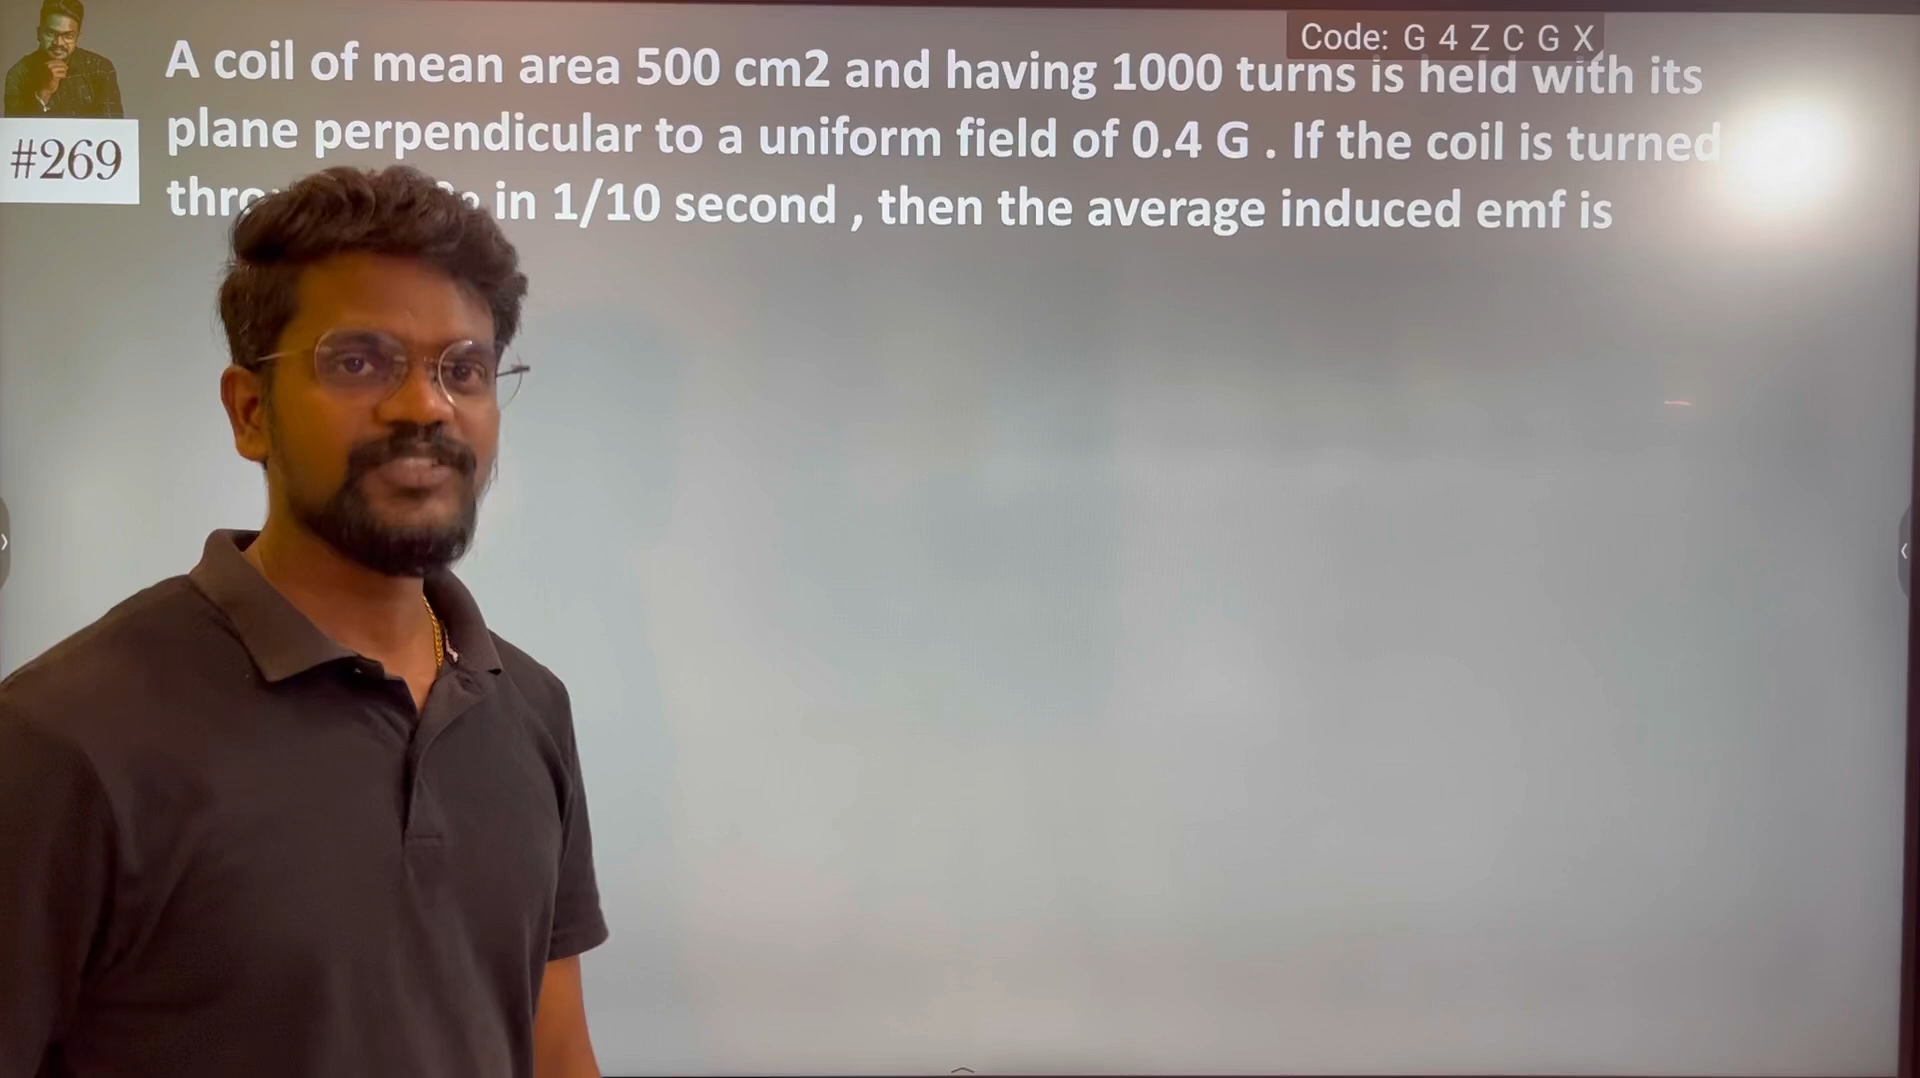 Code: G 4 Z C G X
A coil of mean area 500 cm2 and having 1000 turns is held with its
plane perpendicular to a uniform field of 0.4 G . If the coil is turned
#269
in 1/10 second , then the average induced emf is